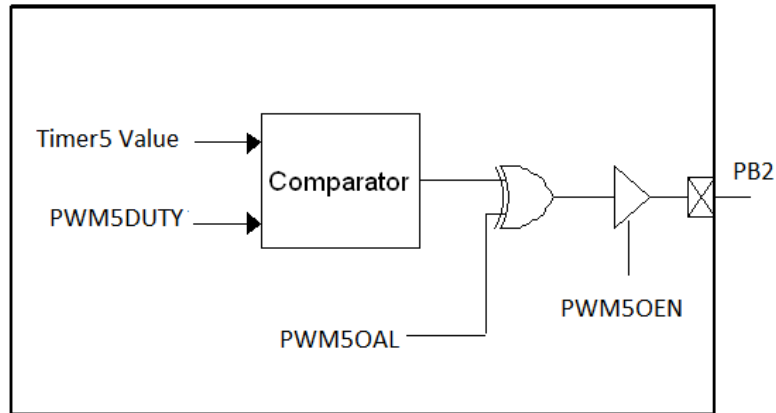 Timer5 Value
PWM5DUTY
Comparator
PB2
PWM5OEN
PWM5OAL